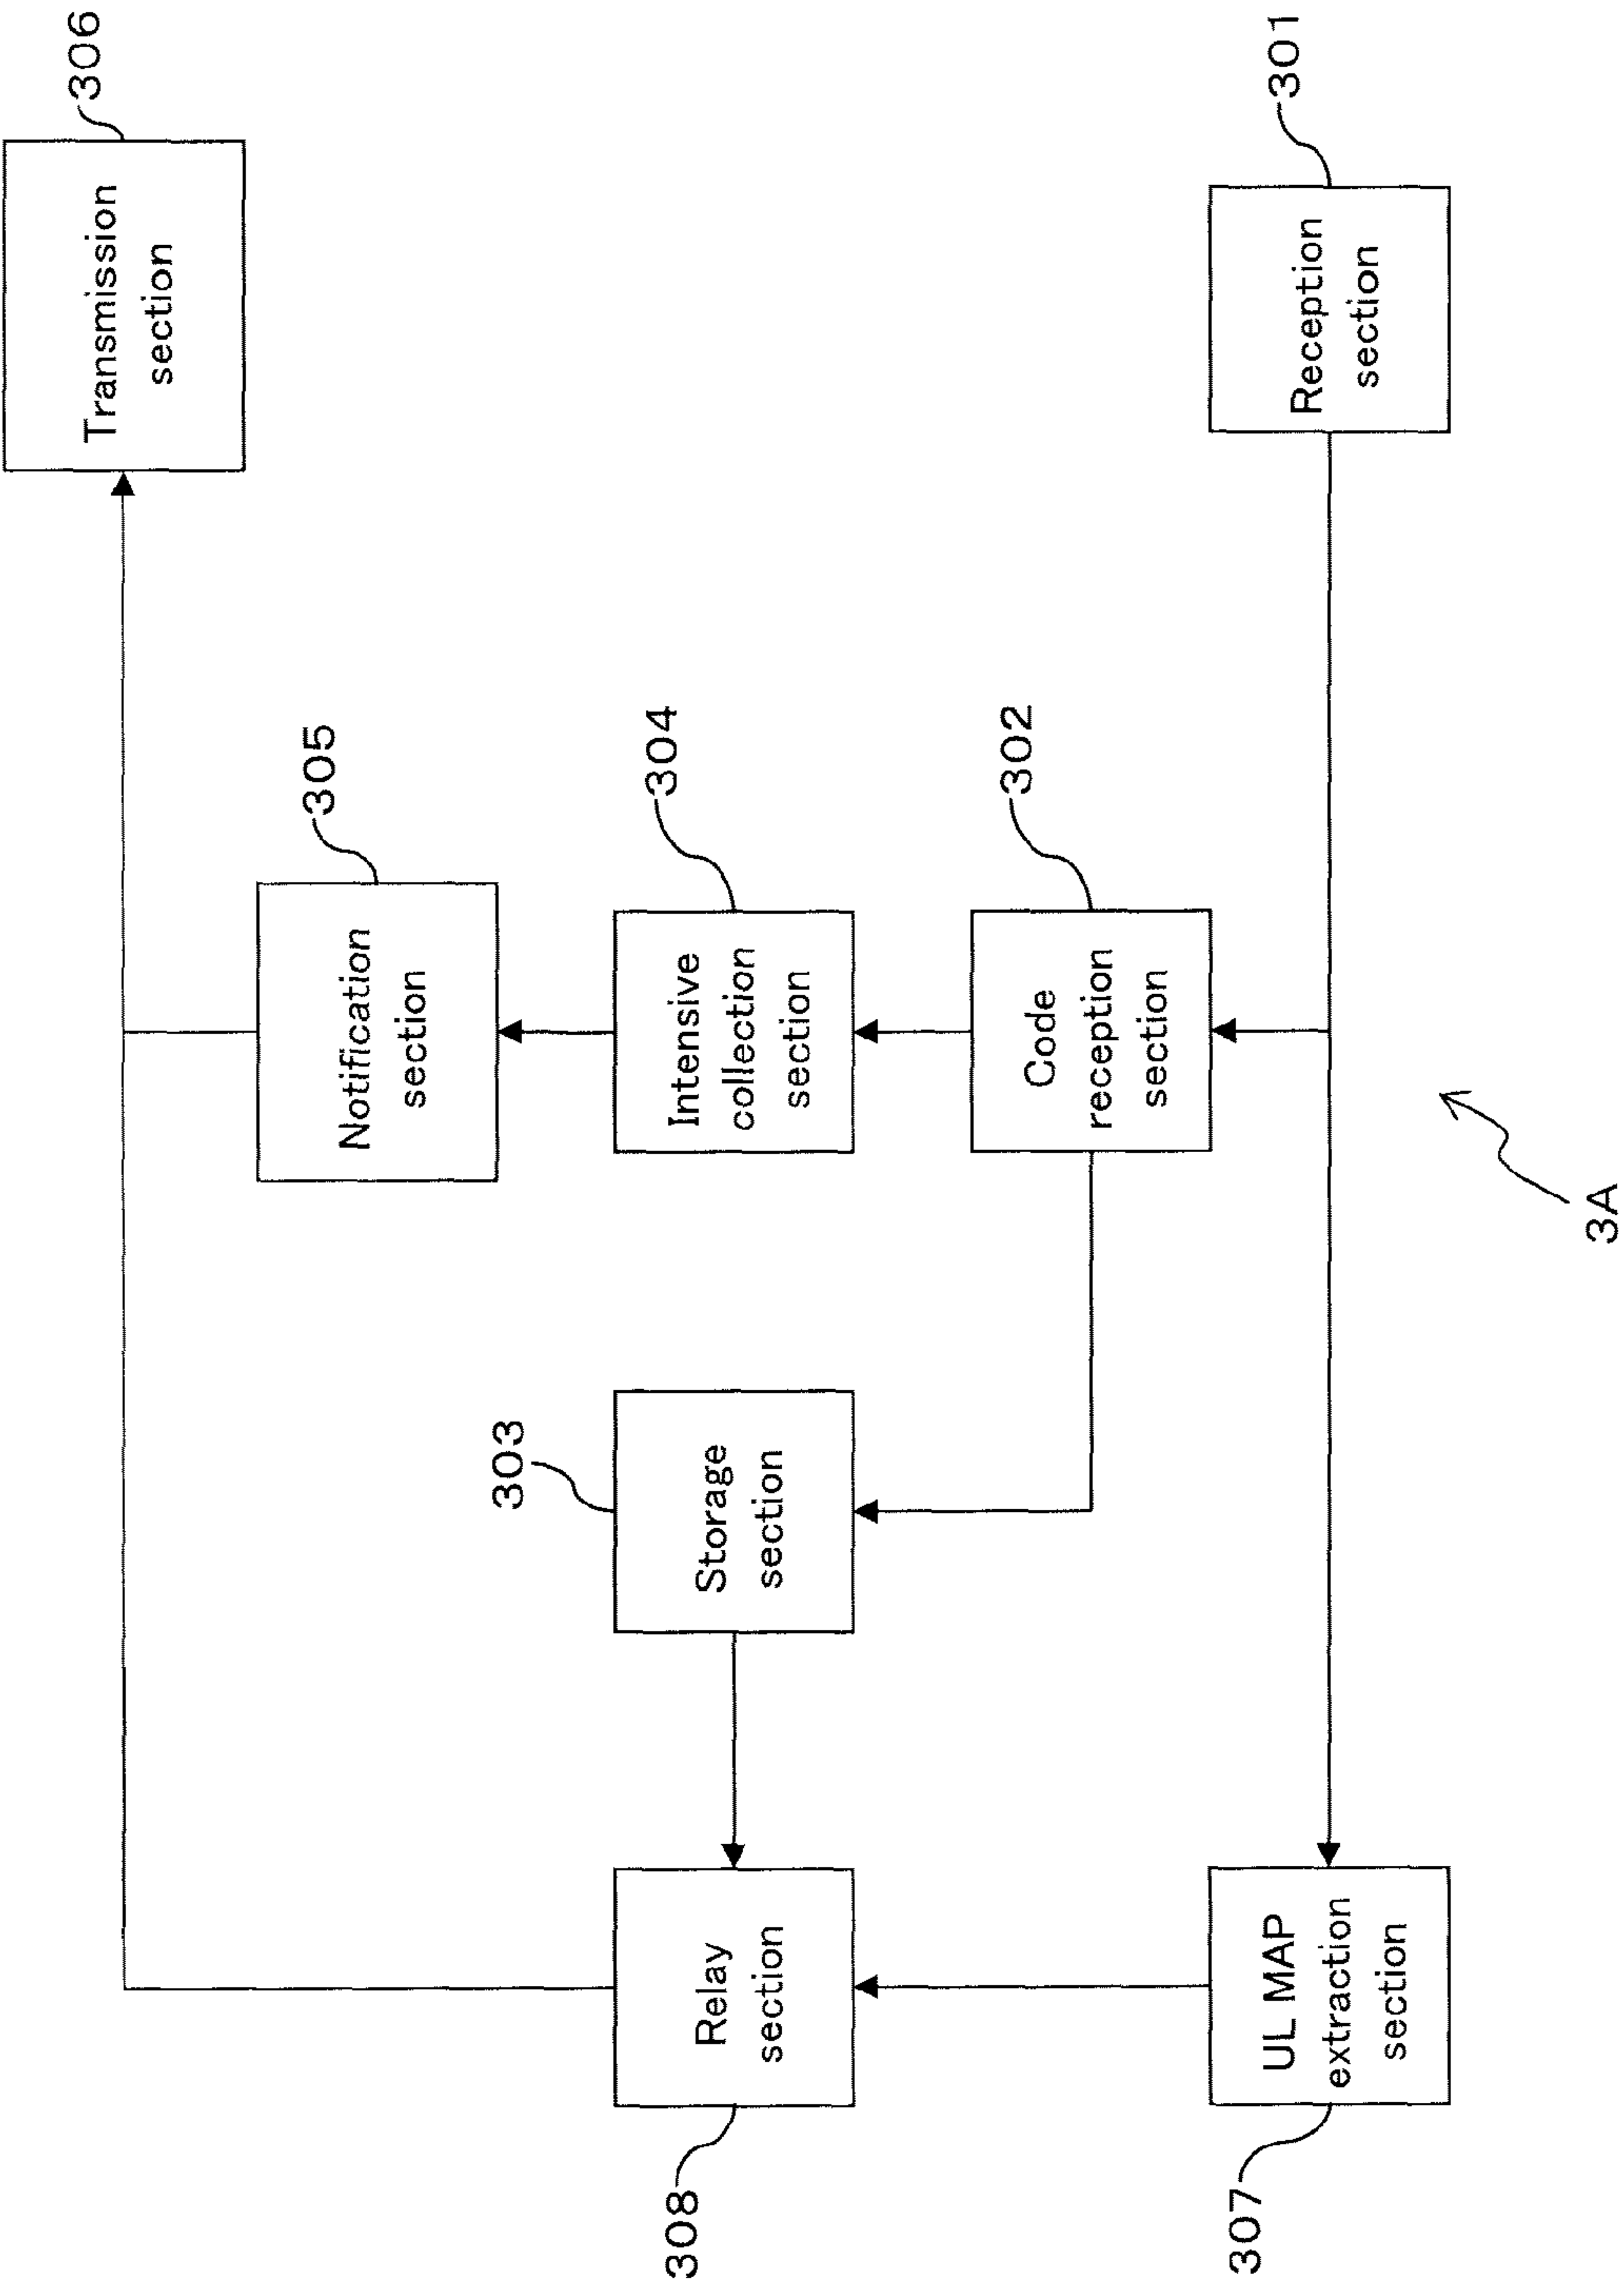 306
Transmission
section
305
Notification
section
304
Intensive
collection
section
302
Code
reception
section
301
Reception
section
303
Storage
section
308
Relay
section
307
UL MAP
extraction
section
3A